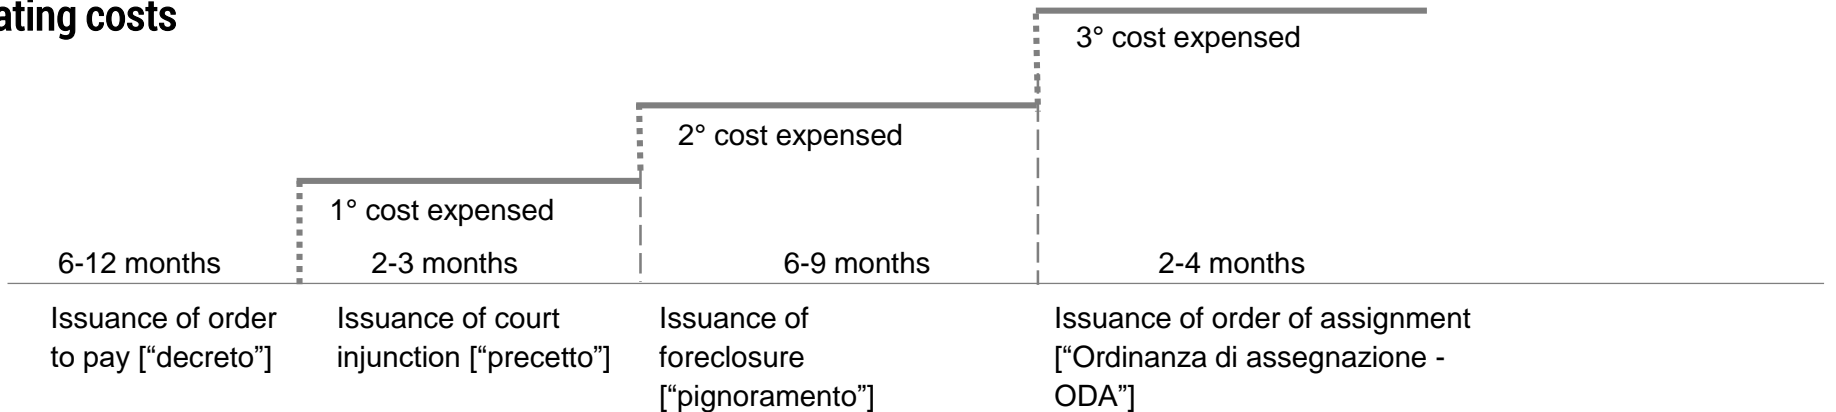 costs
3° cost expensed
2° cost expensed
1° cost expensed
6-12 months
2-3 months
6-9 months
2-4 months
Issuance of order
to pay [“decreto”]
Issuance of court
injunction [“precetto”]
Issuance of
foreclosure
[“pignoramento”]
Issuance of order of assignment
[“Ordinanza di assegnazione -
ODA”]